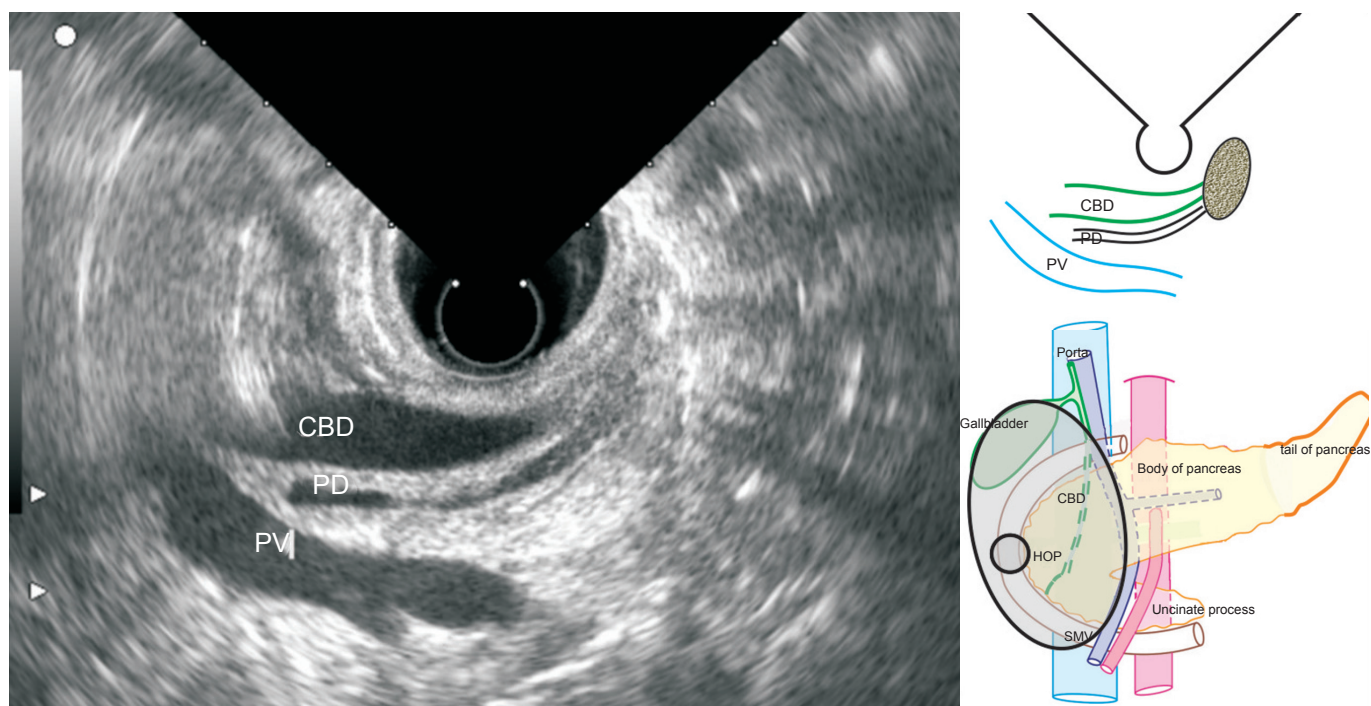 CBD
PD
PV
CBD
PD
PV
Porta
Gallbladder
tail of pancreas
Body of pancreas
CBD
HOP
Uncinate process
SMV